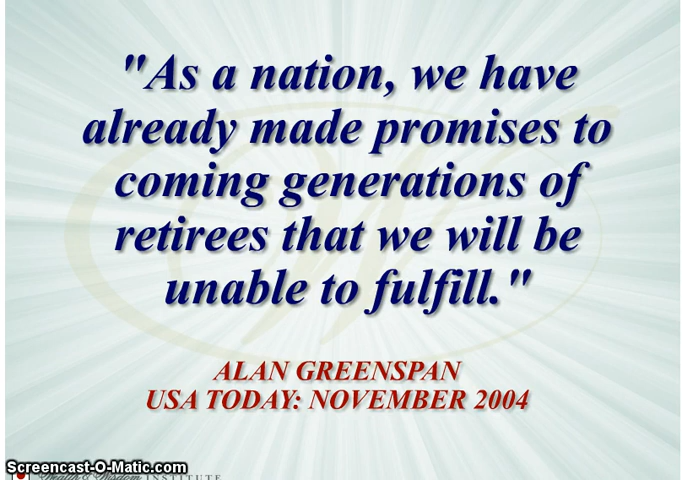 "As a nation, we have
already made promises to
coming generations of
retirees that we will be
unable to fulfill."
ALAN GREENSPAN
USA TODAY: NOVEMBER 2004
Screencast-O-Matic.com
INSTITUTE